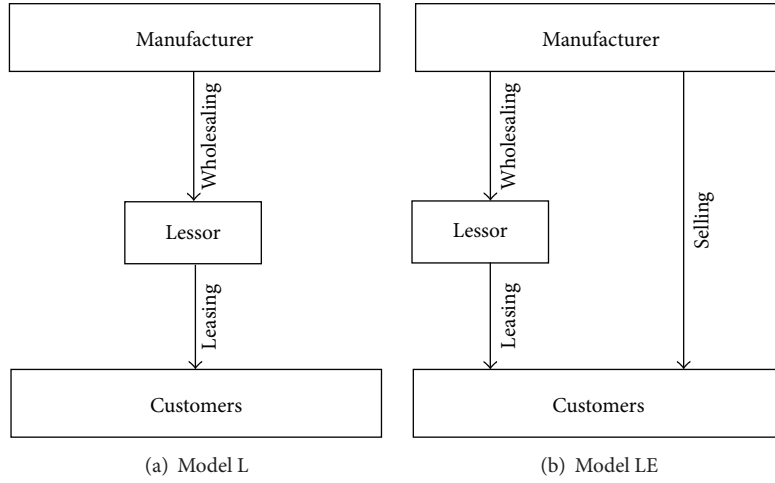 Manufacturer
Wholesaling
Lessor
Leasing
Customers
(a) Model L
Manufacturer
Wholesaling
Lessor
Leasing
Selling
Customers
(b) Model LE